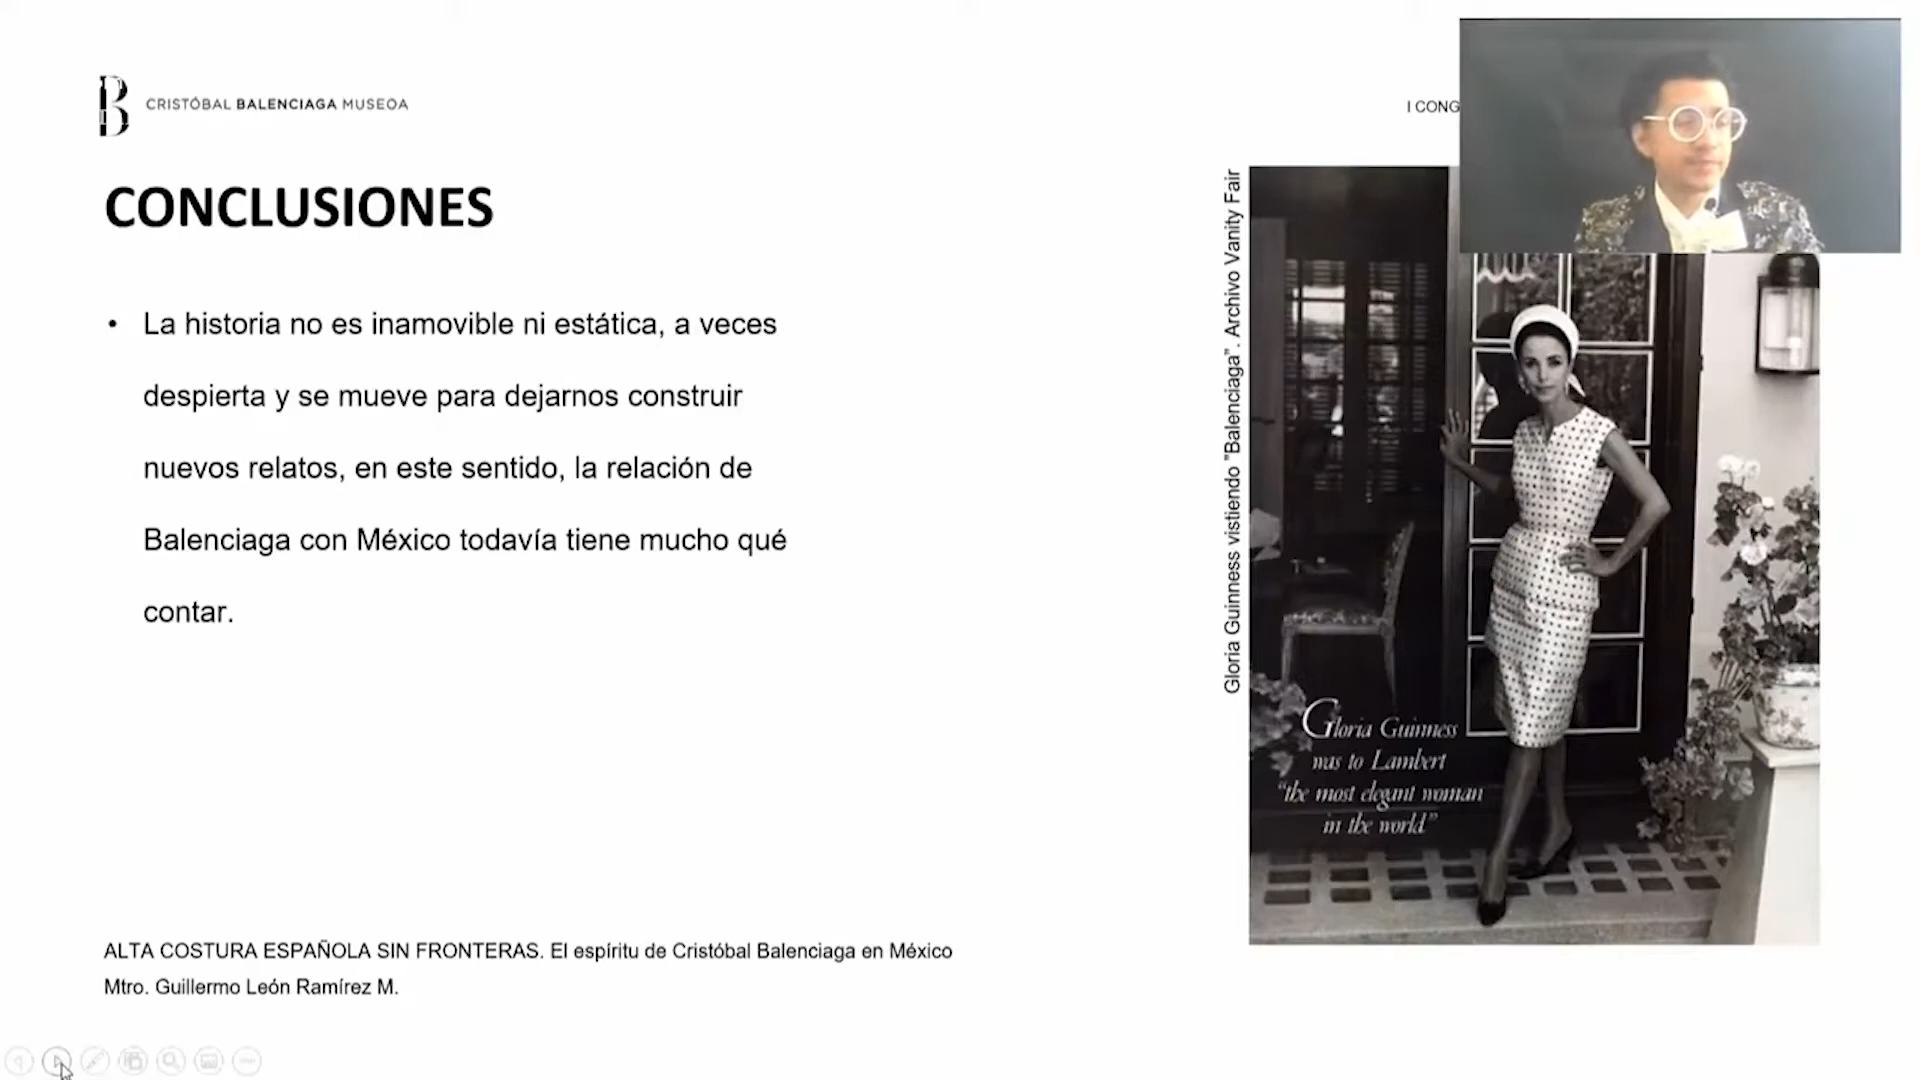 B
CRISTÓBAL BALENCIAGA MUSEOA
I CONG
CONCLUSIONES
• La historia no es inamovible ni estática, a veces
despierta y se mueve para dejarnos construir
nuevos relatos, en este sentido, la relación de
Balenciaga con México todavía tiene mucho qué
contar.
Gloria Guinness vistiendo "Balenciaga". Archivo Vanity Fair
Gloria Guinness
was to Lambert
“the most elegant woman
in the world”
ALTA COSTURA ESPAÑOLA SIN FRONTERAS. El espíritu de Cristóbal Balenciaga en México
Mtro. Guillermo León Ramírez M.